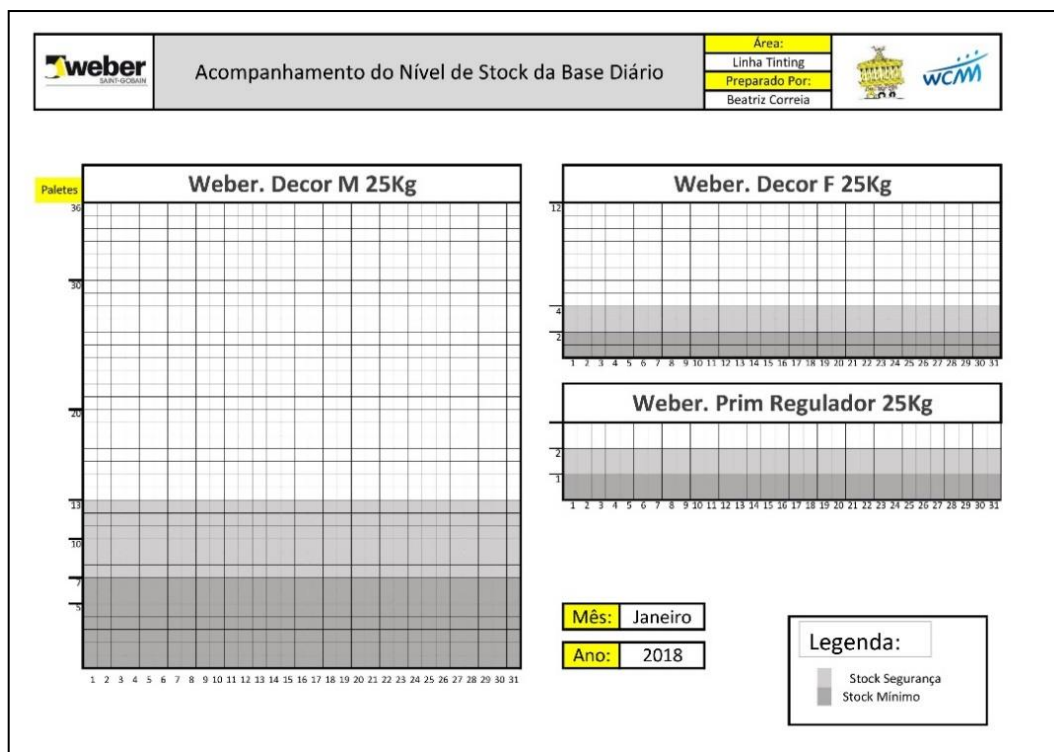 weber
SAINT-GOBAIN
Acompanhamento do Nível de Stock da Base Diário
Área:
Linha Tinting
Preparado Por:
Beatriz Correia
WCM
Paletes
Weber. Decor M 25Kg
36
30
20
13
10
7
5
1 2 3 4 5 6 7 8 9 10 11 12 13 14 15 16 17 18 19 20 21 22 23 24 25 26 27 28 29 30 31
Weber. Decor F 25Kg
12
4
2
1 2 3 4 5 6 7 8 9 10 11 12 13 14 15 16 17 18 19 20 21 22 23 24 25 26 27 28 29 30 31
Weber. Prim Regulador 25Kg
2
1
1 2 3 4 5 6 7 8 9 10 11 12 13 14 15 16 17 18 19 20 21 22 23 24 25 26 27 28 29 30 31
Mês: Janeiro
Ano: 2018
Legenda:
Stock Segurança
Stock Mínimo